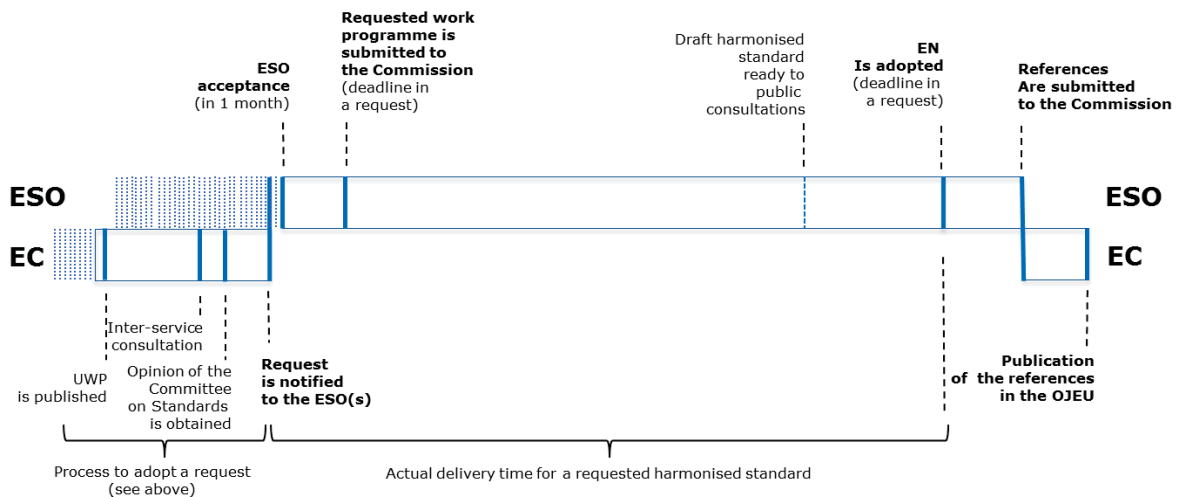 Requested work
programme is
submitted to
the Commission
(deadline in
a request)
ESO
acceptance
(in 1 month)
Draft harmonised
standard
ready to
public
consultations
EN
Is adopted
(deadline in
a request)
References
Are submitted
to the Commission
ESO
ESO
EC
EC
Inter-service
consultation
UWP
is published
Opinion of the
Committee
on Standards
is obtained
Request
is notified
to the ESO(s)
Publication
of the references
in the OJEU
Process to adopt a request
(see above)
Actual delivery time for a requested harmonised standard